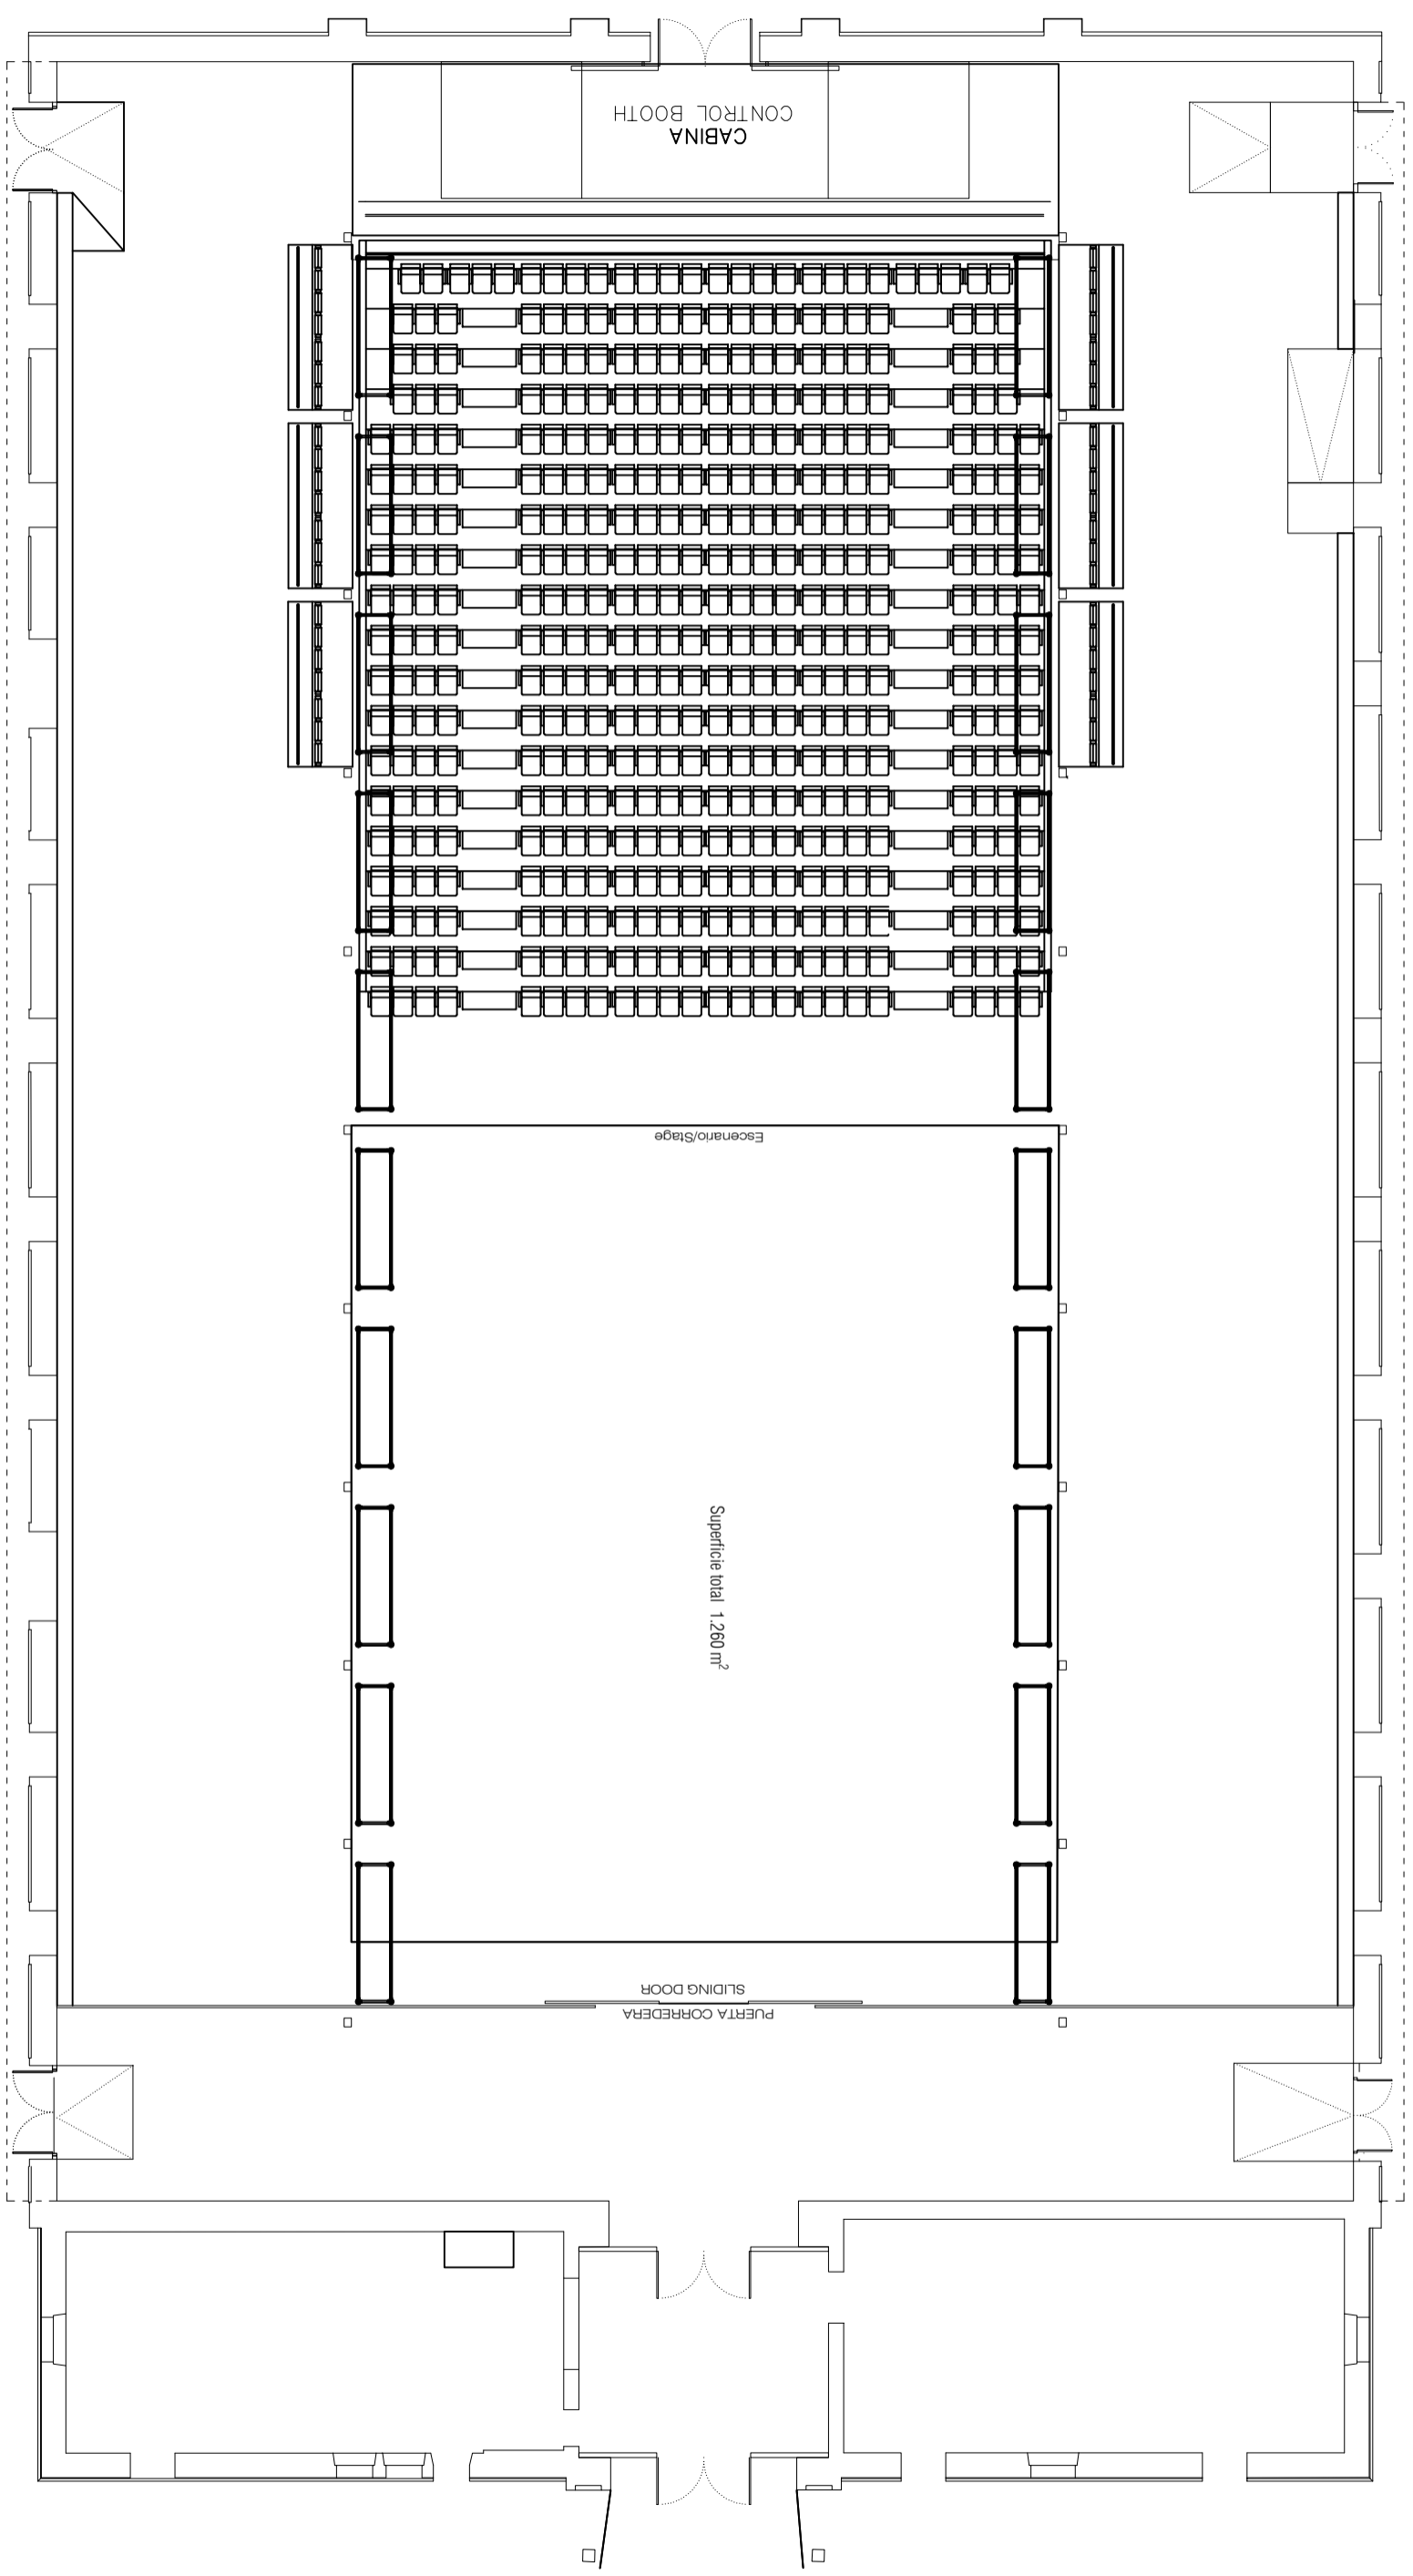 CABINA
CONTROL BOOTH
Escenario/Stage
Superficie total 1.260 m²
PUERTA CORREDERA
SLIDING DOOR